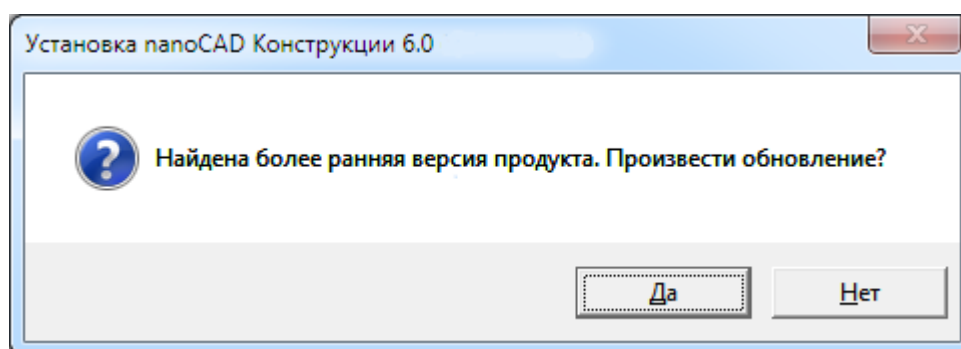 Установка nanoCAD Конструкции 6.0
Найдена более ранняя версия продукта. Произвести обновление?
Да
Нет